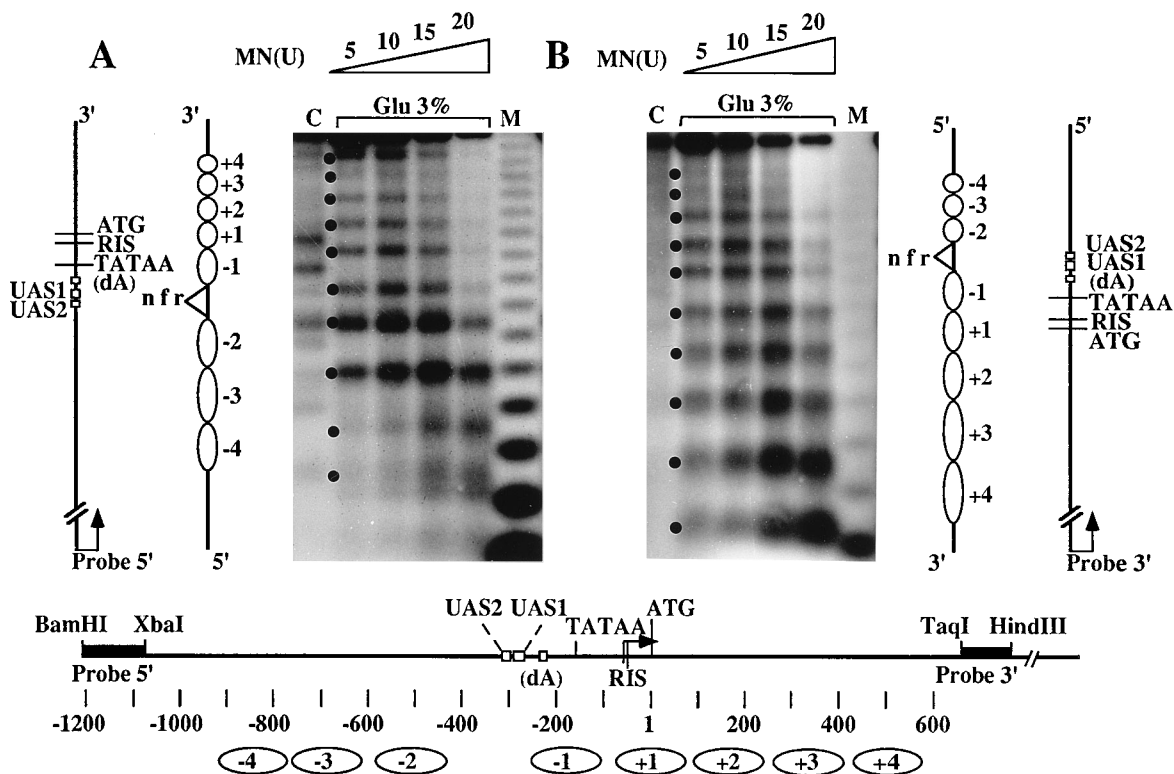 A
MN(U) 5 10 15 20
C Glu 3% M
3' 3'
+4
+3
+2
+1
-1
n f r
-2
-3
-4
ATG
RIS
TATAA
(dA)
UAS1
UAS2
Probe 5' 5'
B
MN(U) 5 10 15 20
C Glu 3% M
5' 5'
-4
-3
-2
n f r
-1
+1
+2
+3
+4
UAS2
UAS1
(dA)
TATAA
RIS
ATG
3' Probe 3'
UAS2 UAS1 ATG
BamHI XbaI TATAA TaqI HindIII
Probe 5' (dA) RIS Probe 3'
-1200 -1000 -800 -600 -400 -200 1 200 400 600
-4 -3 -2 -1 +1 +2 +3 +4